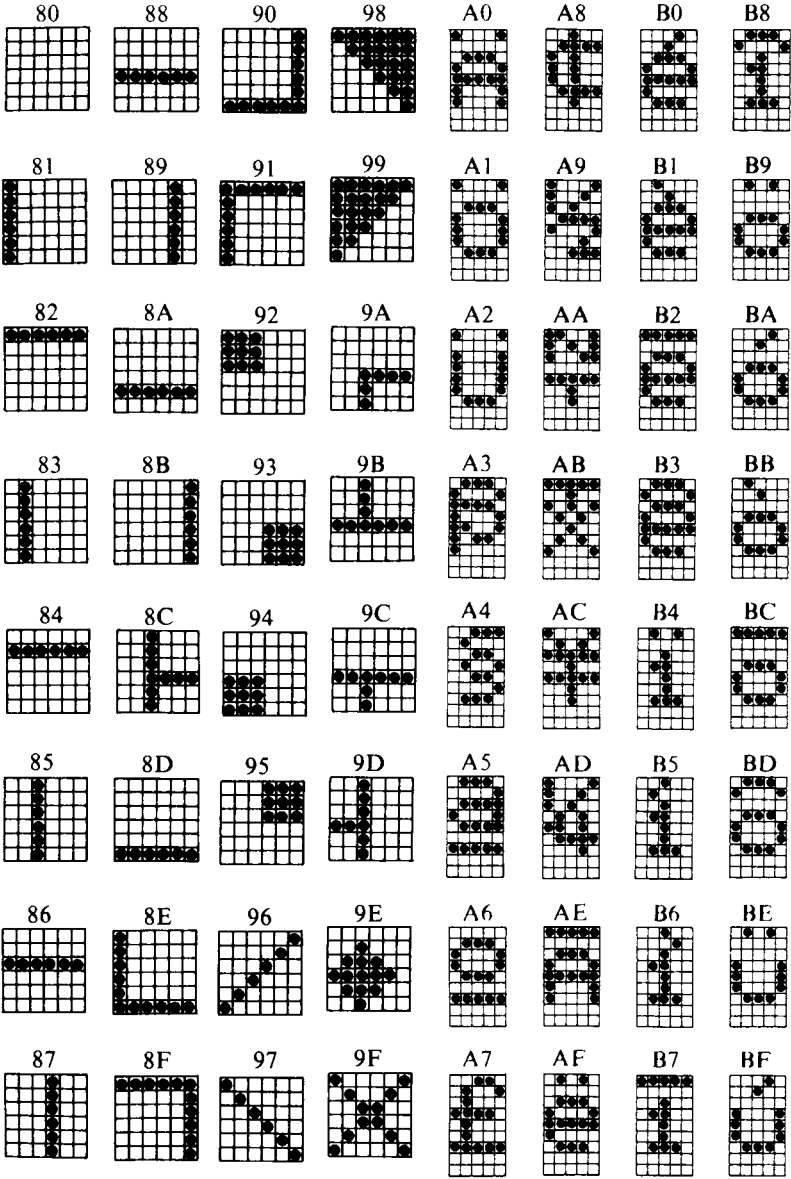 80 88 90 98 A0 A8 B0 B8
81 89 91 99 A1 A9 B1 B9
82 8A 92 9A A2 AA B2 BA
83 8B 93 9B A3 AB B3 BB
84 8C 94 9C A4 AC B4 BC
85 8D 95 9D A5 AD B5 BD
86 8E 96 9E A6 AE B6 BE
87 8F 97 9F A7 AF B7 BF